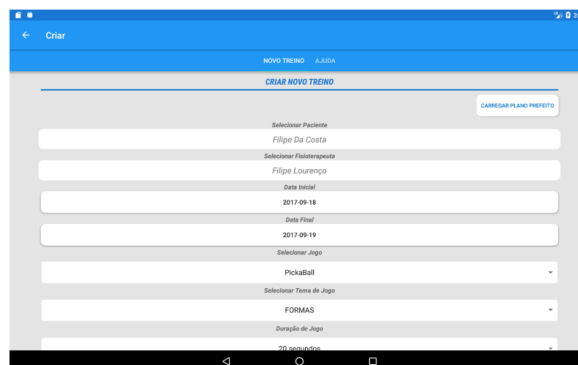 Criar
NOVO TREINO AJUDA
CRIAR NOVO TREINO
CARREGAR PLANO PREFEITO
Selecionar Paciente
Filipe Da Costa
Selecionar Fisioterapeuta
Filipe Lourenço
Data Inicial
2017-09-18
Data Final
2017-09-19
Selecionar Jogo
PickaBall
Selecionar Tema de Jogo
FORMAS
Duração de Jogo
20 segundos